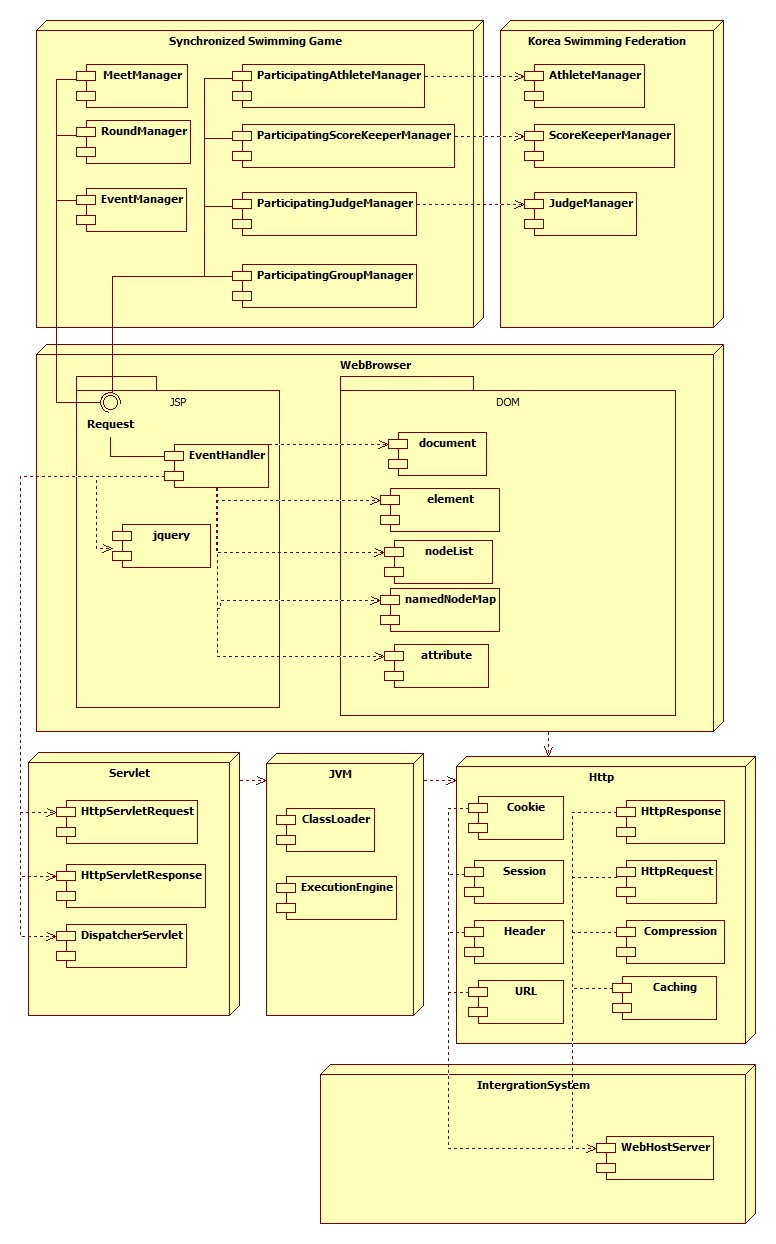 Synchronized Swimming Game
MeetManager
RoundManager
EventManager
ParticipatingAthleteManager
ParticipatingScoreKeeperManager
ParticipatingJudgeManager
ParticipatingGroupManager
Korea Swimming Federation
AthleteManager
ScoreKeeperManager
JudgeManager
WebBrowser
JSP
Request
EventHandler
jquery
DOM
document
element
nodeList
namedNodeMap
attribute
Servlet
HttpServletRequest
HttpServletResponse
DispatcherServlet
JVM
ClassLoader
ExecutionEngine
Http
Cookie
Session
Header
URL
HttpResponse
HttpRequest
Compression
Caching
IntergrationSystem
WebHostServer